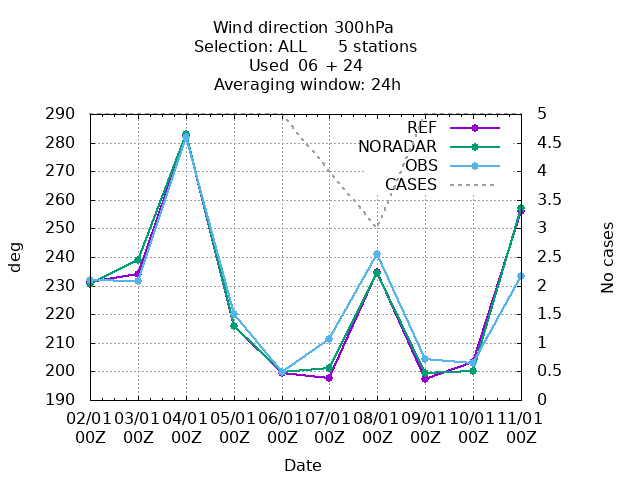 Wind direction 300hPa
Selection: ALL      5 stations
Used  06 + 24
Averaging window: 24h
290 5
280 4.5
270 4
260 3.5
250 3
240 2.5
230 2
220 1.5
210 1
200 0.5
190 0
REF
NORADAR
OBS
CASES
deg
No cases
02/01 03/01 04/01 05/01 06/01 07/01 08/01 09/01 10/01 11/01
00Z 00Z 00Z 00Z 00Z 00Z 00Z 00Z 00Z 00Z
Date